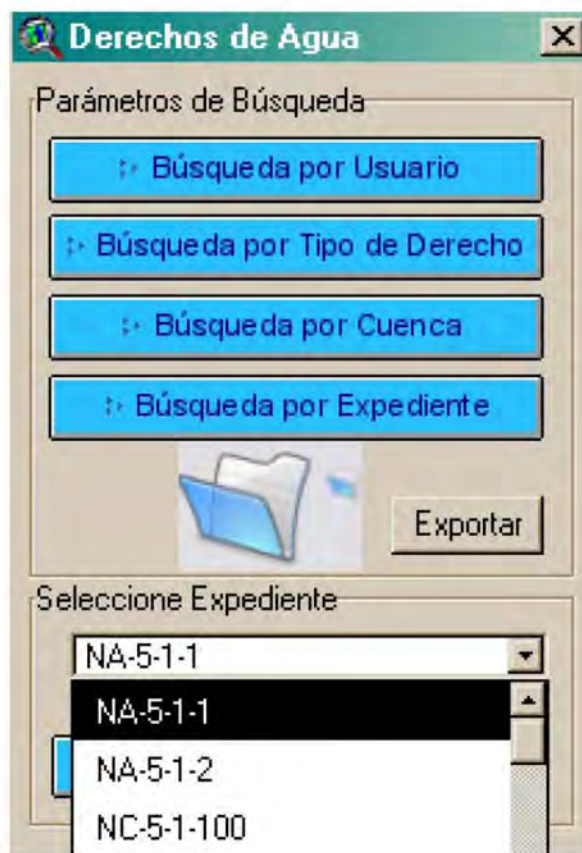 Derechos de Agua
Parámetros de Búsqueda
Búsqueda por Usuario
Búsqueda por Tipo de Derecho
Búsqueda por Cuenca
Búsqueda por Expediente
Exportar
Seleccione Expediente
NA-5-1-1
NA-5-1-1
NA-5-1-2
NC-5-1-100